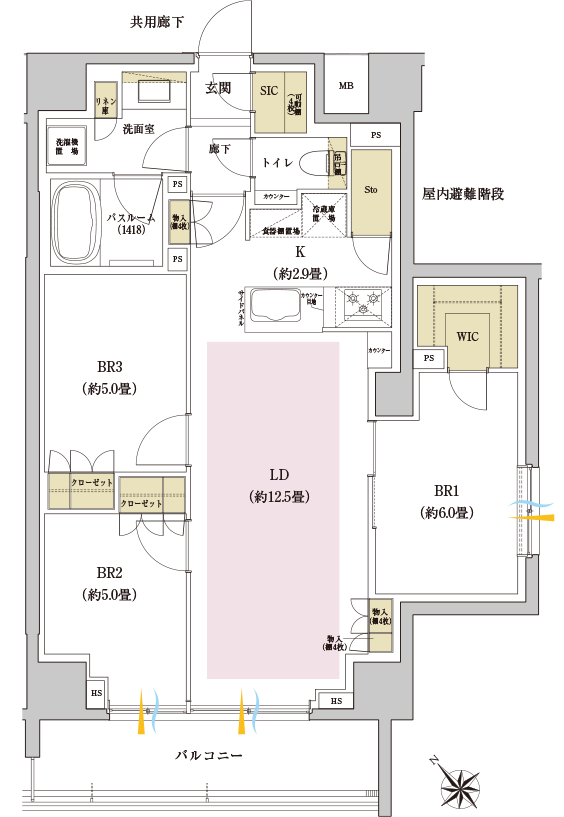 共用廊下
玄関
SIC
可動棚
(4枚)
MB
リネン
庫
洗面室
洗濯機
置場
廊下
トイレ
吊戸棚
PS
カウンター
Sto
屋内避難階段
PS
バスルーム
(1418)
物入
(棚4枚)
冷蔵庫
置場
食器棚置場
PS
K
(約2.9畳)
サイドパネル
カウンター
目地
カウンター
WIC
PS
BR3
(約5.0畳)
LD
(約12.5畳)
クローゼット
クローゼット
BR1
(約6.0畳)
BR2
(約5.0畳)
物入
(棚4枚)
物入
(棚4枚)
HS
HS
バルコニー
N